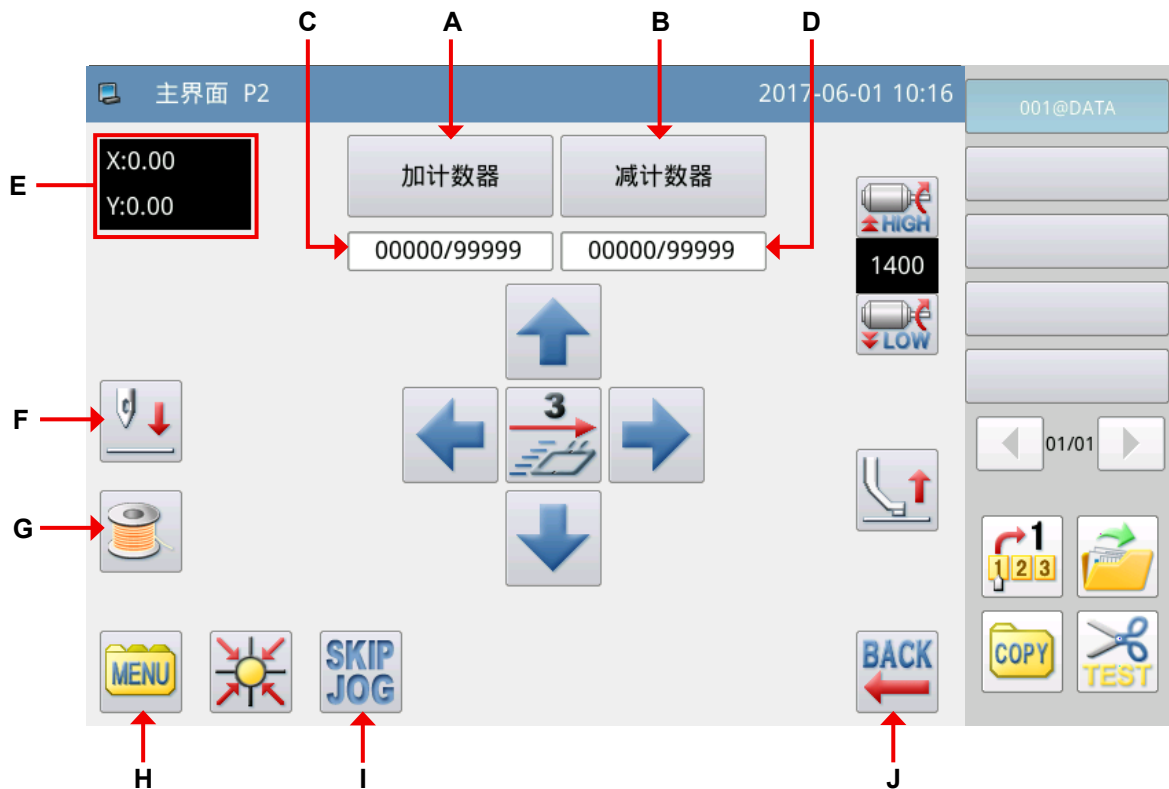 C A B D
主界面 P2 2017-06-01 10:16
001@DATA
E
X:0.00
Y:0.00
加计数器 减计数器
HIGH
00000/99999 00000/99999
1400
LOW
F
3
01/01
G
1
1 2 3
MENU
SKIP
JOG
BACK
COPY
TEST
H I J